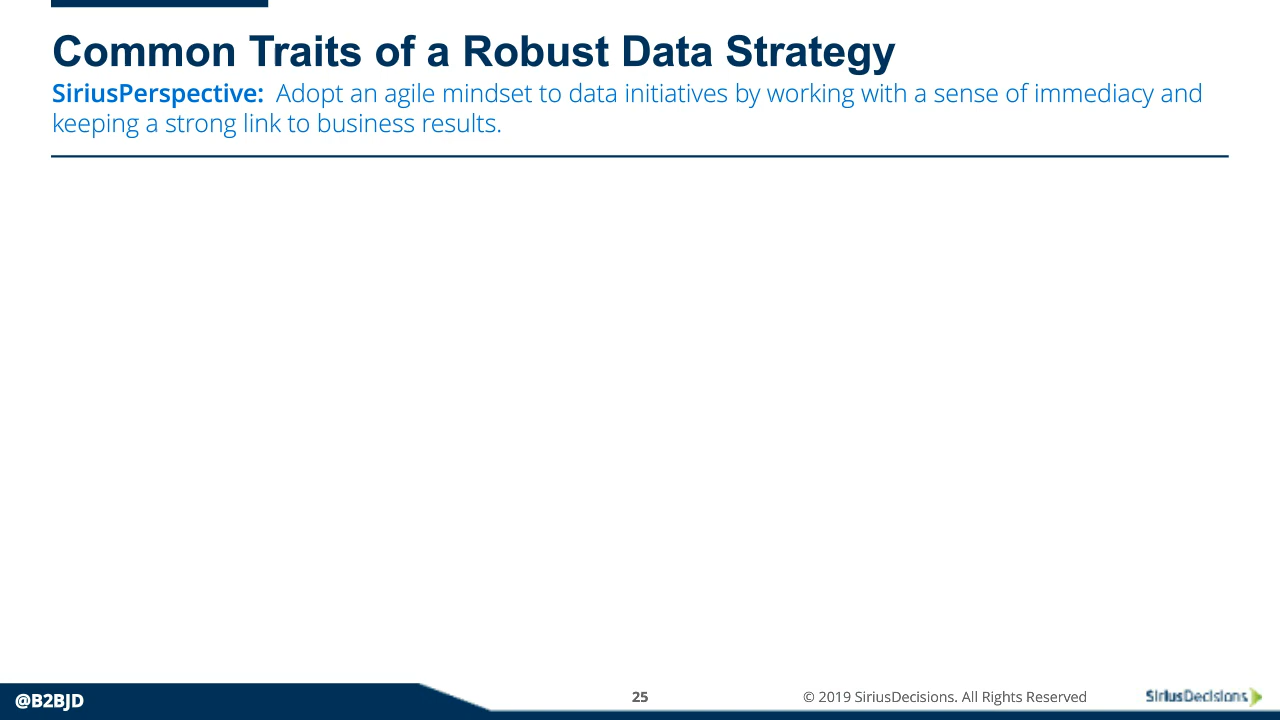 Common Traits of a Robust Data Strategy
SiriusPerspective: Adopt an agile mindset to data initiatives by working with a sense of immediacy and
keeping a strong link to business results.
@B2BJD
25
© 2019 SiriusDecisions. All Rights Reserved
SiriusDecisions